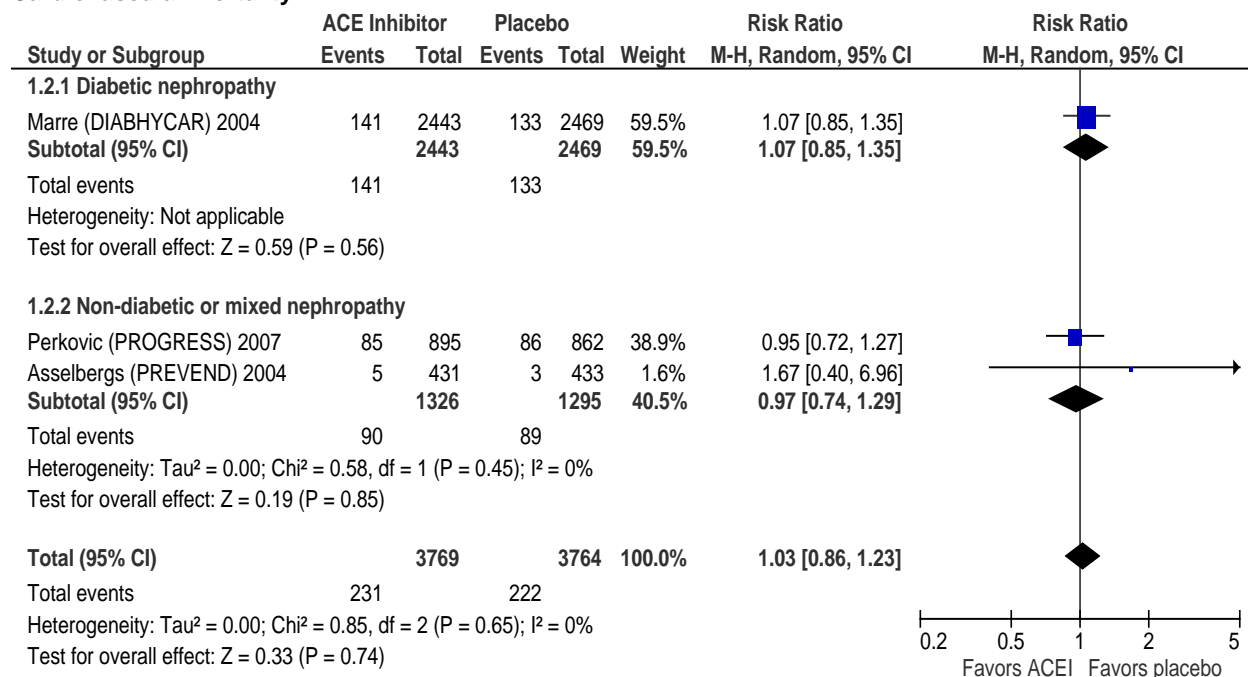 ACE Inhibitor Placebo Risk Ratio Risk Ratio
Study or Subgroup Events Total Events Total Weight M-H, Random, 95% CI M-H, Random, 95% CI
1.2.1 Diabetic nephropathy
Marre (DIABHYCAR) 2004 141 2443 133 2469 59.5% 1.07 [0.85, 1.35]
Subtotal (95% CI) 2443 2469 59.5% 1.07 [0.85, 1.35]
Total events 141 133
Heterogeneity: Not applicable
Test for overall effect: Z = 0.59 (P = 0.56)
1.2.2 Non-diabetic or mixed nephropathy
Perkovic (PROGRESS) 2007 85 895 86 862 38.9% 0.95 [0.72, 1.27]
Asselbergs (PREVEND) 2004 5 431 3 433 1.6% 1.67 [0.40, 6.96]
Subtotal (95% CI) 1326 1295 40.5% 0.97 [0.74, 1.29]
Total events 90 89
Heterogeneity: Tau² = 0.00; Chi² = 0.58, df = 1 (P = 0.45); I² = 0%
Test for overall effect: Z = 0.19 (P = 0.85)
Total (95% CI) 3769 3764 100.0% 1.03 [0.86, 1.23]
Total events 231 222
Heterogeneity: Tau² = 0.00; Chi² = 0.85, df = 2 (P = 0.65); I² = 0%
Test for overall effect: Z = 0.33 (P = 0.74)
0.2 0.5 1 2 5
Favors ACEI Favors placebo